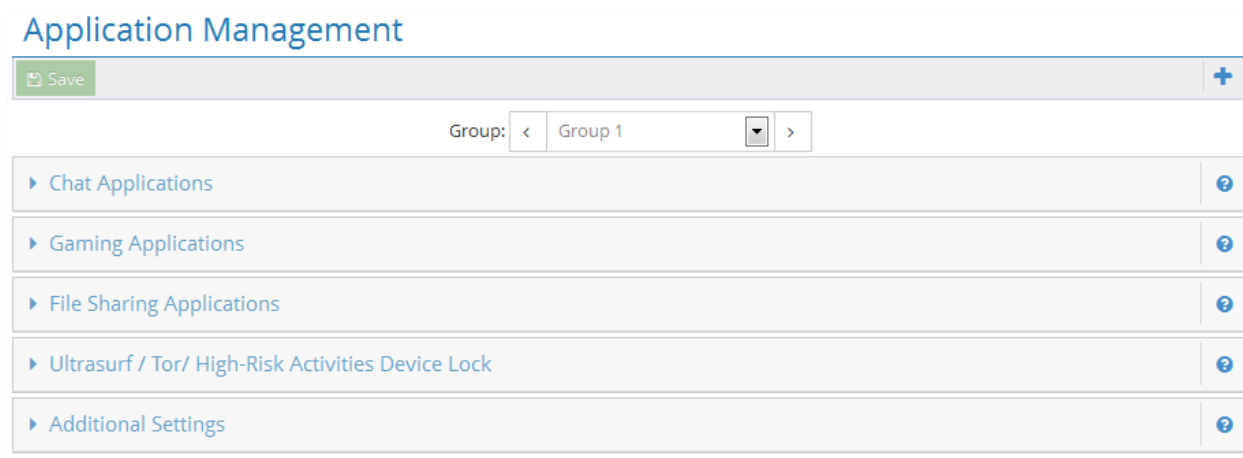 Application Management
Save
Group: < Group 1 >
Chat Applications
Gaming Applications
File Sharing Applications
Ultrasurf / Tor/ High-Risk Activities Device Lock
Additional Settings